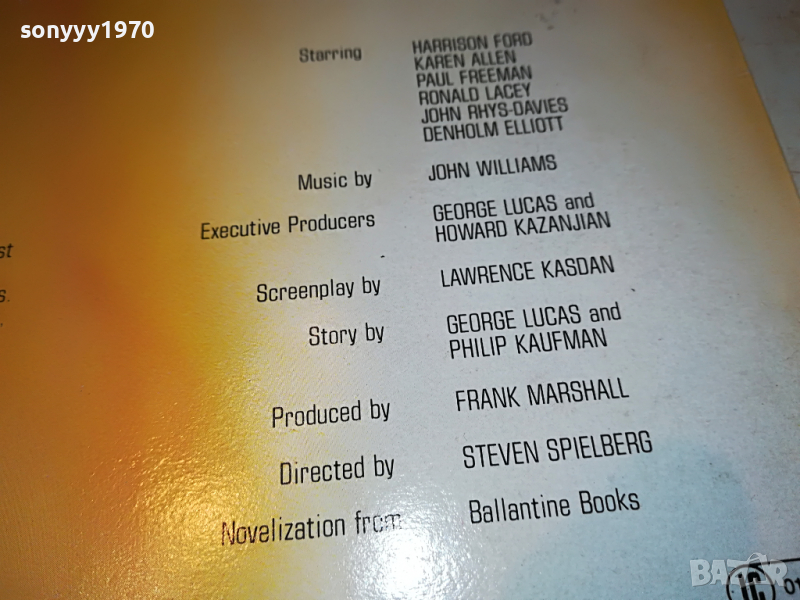 sonyyy1970
Starring HARRISON FORD
KAREN ALLEN
PAUL FREEMAN
RONALD LACEY
JOHN RHYS-DAVIES
DENHOLM ELLIOTT
Music by JOHN WILLIAMS
Executive Producers GEORGE LUCAS and
HOWARD KAZANJIAN
Screenplay by LAWRENCE KASDAN
Story by GEORGE LUCAS and
PHILIP KAUFMAN
Produced by FRANK MARSHALL
Directed by STEVEN SPIELBERG
Novelization from Ballantine Books
BAZAR